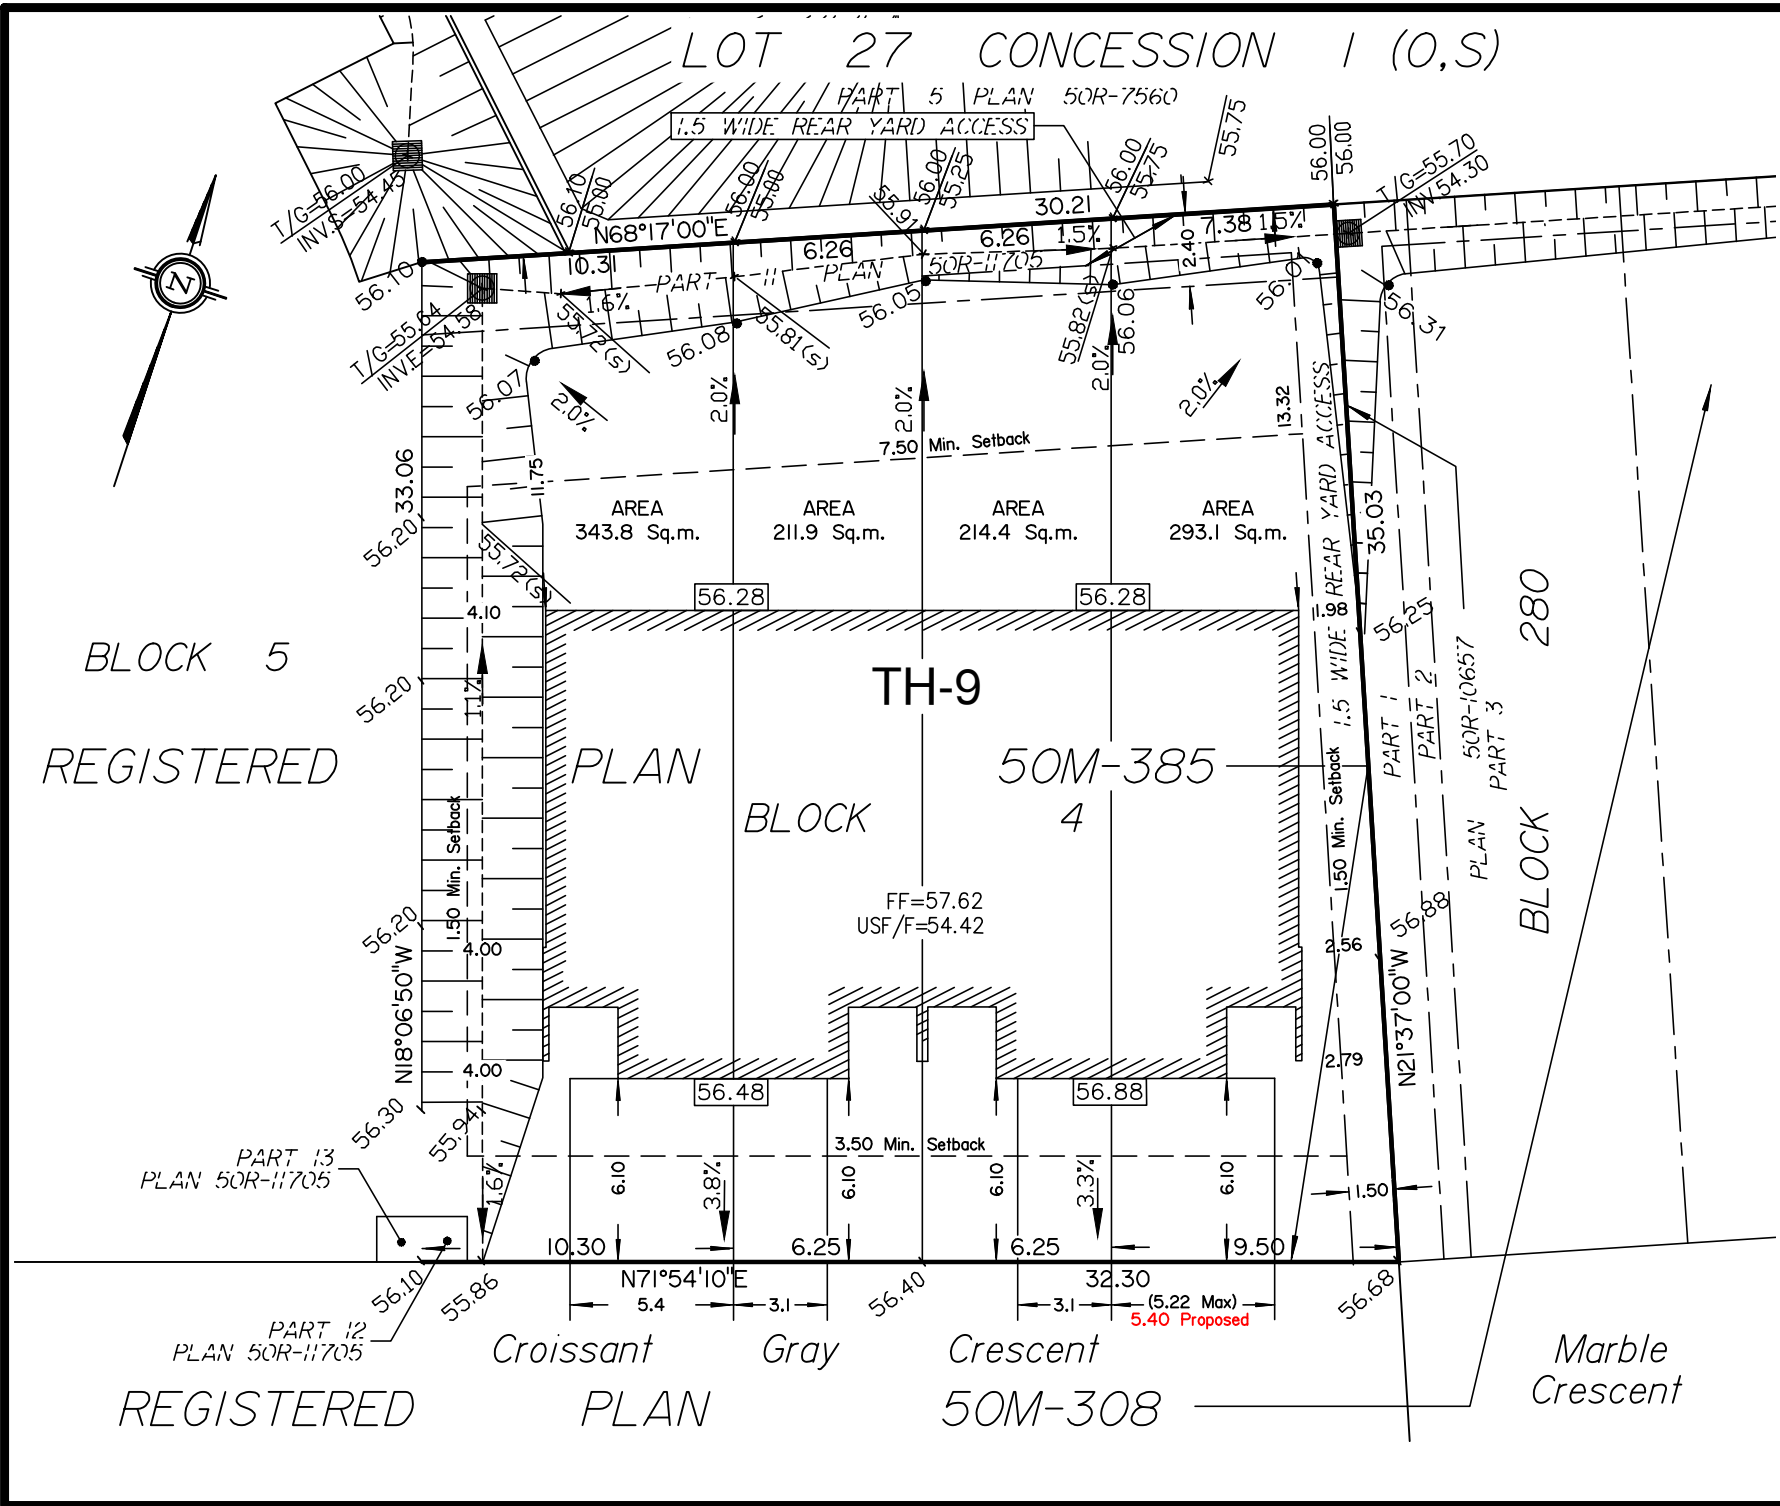 LOT 27 CONCESSION 1 (O,S)
PART 5 PLAN 50R-7560
1.5 WIDE REAR YARD ACCESS
55.75
56.00
56.00
T/G=55.70
INV.54.30
T/G=56.00
INV.S=54.45
56.10
55.00
56.00
55.00
55.91
56.00
55.25
56.00
55.75
30.21
N68°17'00"E
10.31
6.26
6.26
1.5%
2.40
7.38 1.5%
PART 11 PLAN 50R-11705
N
56.10
1.6%
T/G=55.64
INV.E=54.58
55.72(s)
56.08
55.81(s)
56.05
55.82(s)
56.06
56.07
56.31
56.07
2.0%
2.0%
2.0%
2.0%
2.0%
13.32
7.50 Min. Setback
11.75
33.06
AREA
343.8 Sq.m.
AREA
211.9 Sq.m.
AREA
214.4 Sq.m.
AREA
293.1 Sq.m.
1.5 WIDE REAR YARD ACCESS
35.03
56.20
55.72(s)
56.28
56.28
4.10
1.98
56.25
BLOCK 5
BLOCK 280
1.1%
TH-9
56.20
REGISTERED PLAN 50M-385
BLOCK 4
PART 1
PART 2
PLAN 50R-10657
PART 3
1.50 Min. Setback
1.50 Min. Setback
FF=57.62
USF/F=54.42
56.20
56.88
4.00
2.56
N18°06'50"W
N21°37'00"W
4.00
2.79
56.48
56.88
56.30
55.94
3.50 Min. Setback
PART 13
PLAN 50R-11705
1.6%
6.10
3.8%
6.10
6.10
3.3%
6.10
1.50
10.30
6.25
6.25
9.50
56.10
55.86
N71°54'10"E
56.40
32.30
56.68
5.4
3.1
3.1
(5.22 Max)
5.40 Proposed
PART 12
PLAN 50R-11705
Croissant Gray Crescent
Marble
Crescent
REGISTERED PLAN 50M-308